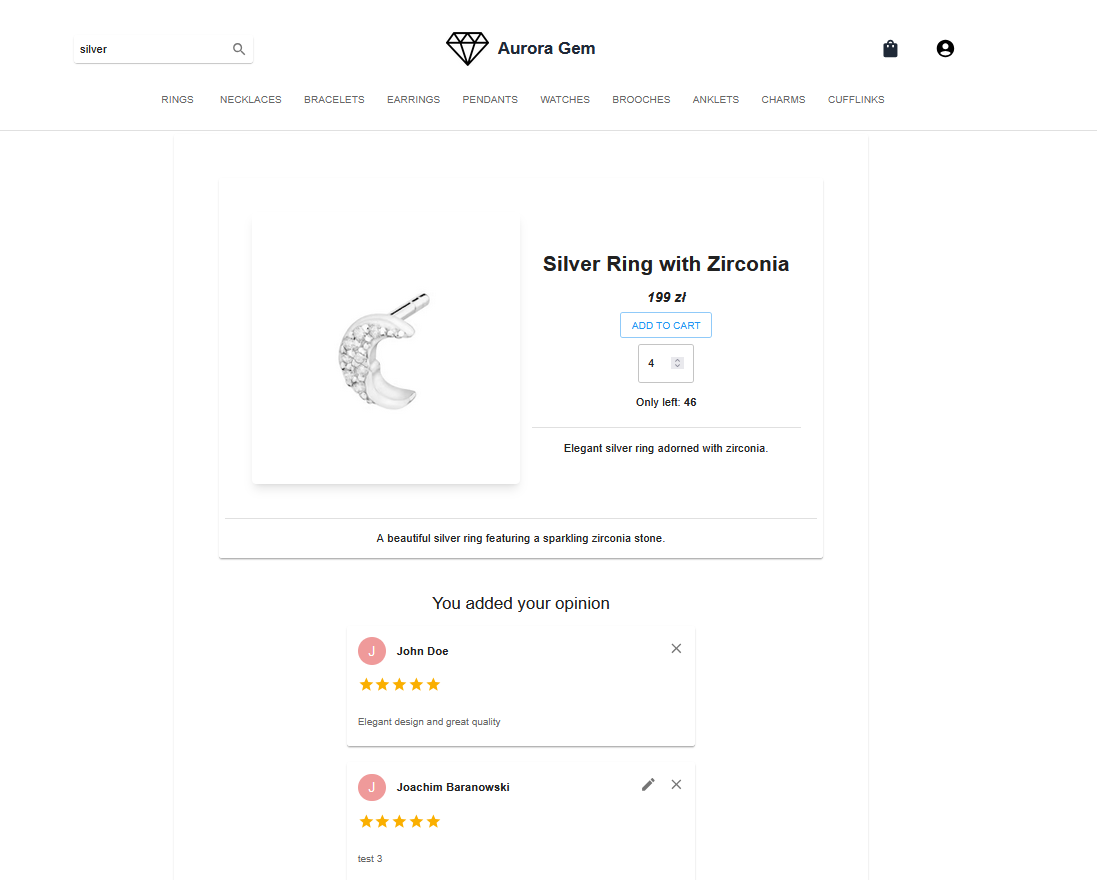 silver
Aurora Gem
RINGS NECKLACES BRACELETS EARRINGS PENDANTS WATCHES BROOCHES ANKLETS CHARMS CUFFLINKS
Silver Ring with Zirconia
199 zł
ADD TO CART
4
Only left: 46
Elegant silver ring adorned with zirconia.
A beautiful silver ring featuring a sparkling zirconia stone.
You added your opinion
J John Doe
Elegant design and great quality
J Joachim Baranowski
test 3